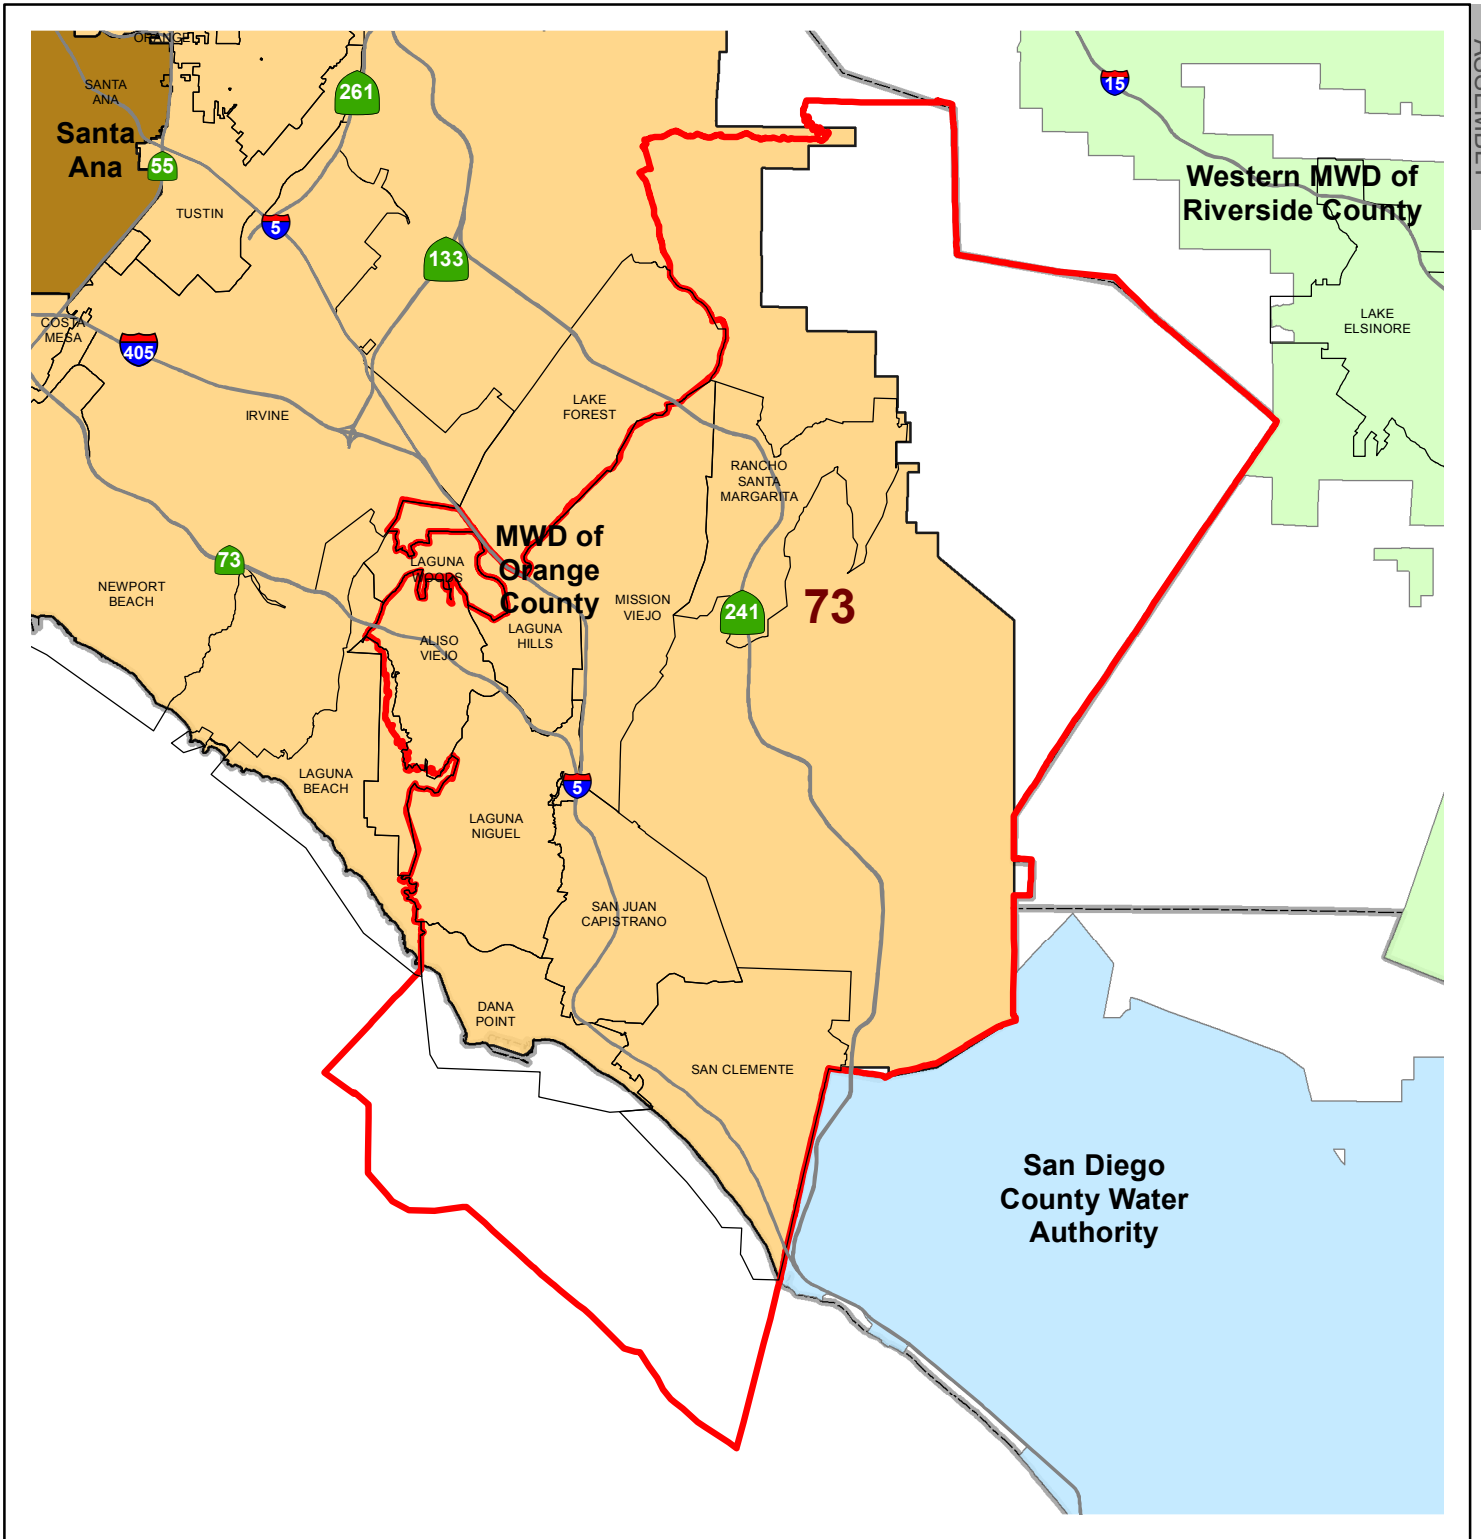 ORANGE
SANTA
ANA
Santa
Ana
261
55
TUSTIN
5
133
15
Western MWD of
Riverside County
ASSEMBLY
COSTA
MESA
405
LAKE
ELSINORE
IRVINE
LAKE
FOREST
RANCHO
SANTA
MARGARITA
MWD of
Orange
County
73
LAGUNA
WOODS
NEWPORT
BEACH
MISSION
VIEJO
241
73
ALISO
VIEJO
LAGUNA
HILLS
LAGUNA
BEACH
5
LAGUNA
NIGUEL
SAN JUAN
CAPISTRANO
DANA
POINT
SAN CLEMENTE
San Diego
County Water
Authority